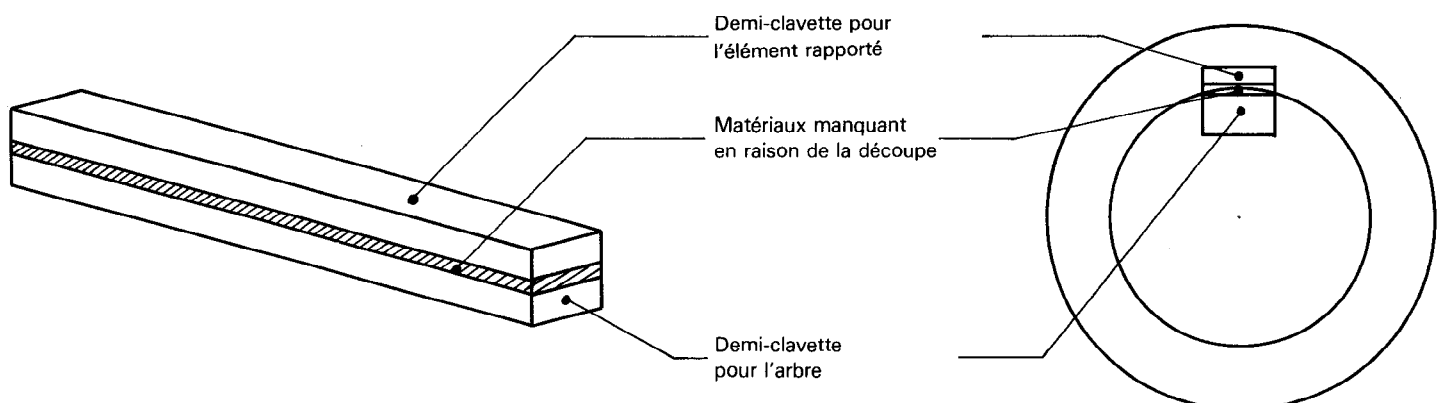 Demi-clavette pour
l'élément rapporté
Matériaux manquant
en raison de la découpe
Demi-clavette
pour l'arbre